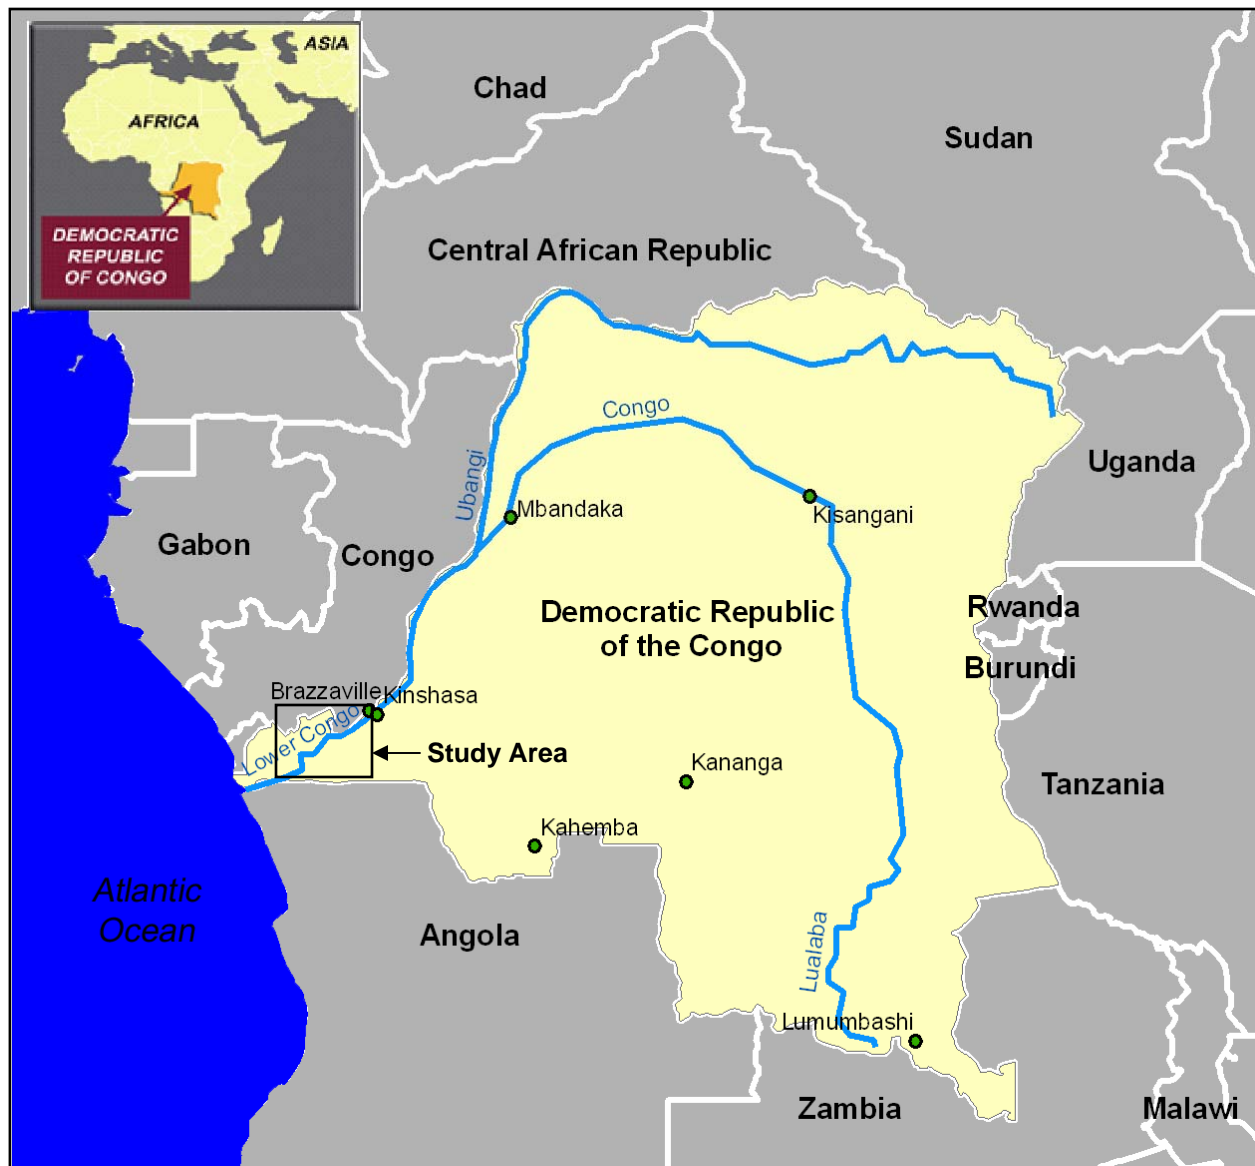 ASIA
AFRICA
DEMOCRATIC
REPUBLIC
OF CONGO
Chad
Sudan
Central African Republic
Congo
Ubangi
Uganda
Mbandaka
Kisangani
Gabon
Congo
Democratic Republic
of the Congo
Rwanda
Burundi
Brazzaville
Kinshasa
Lower Congo
Study Area
Kananga
Tanzania
Kahemba
Atlantic
Ocean
Angola
Lualaba
Lumumbashi
Zambia
Malawi